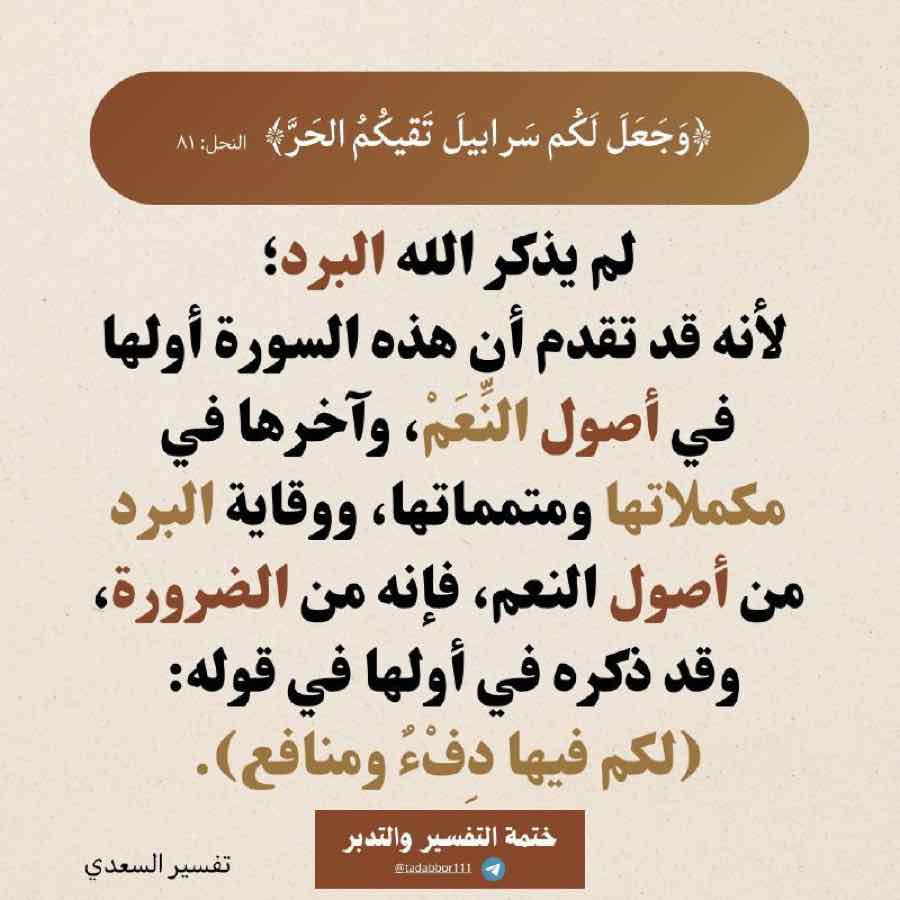 ﴿وَجَعَلَ لَكُم سَرابيلَ تَقيكُمُ الحَرَّ﴾ النحل: ٨١
لم يذكر الله البرد؛
لأنه قد تقدم أن هذه السورة أولها
في أصول النِّعَمْ، وآخرها في
مكملاتها ومتمماتها، ووقاية البرد
من أصول النعم، فإنه من الضرورة،
وقد ذكره في أولها في قوله:
(لكم فيها دِفْءٌ ومنافع).
ختمة التفسير والتدبر
@tadabbor111
تفسير السعدي